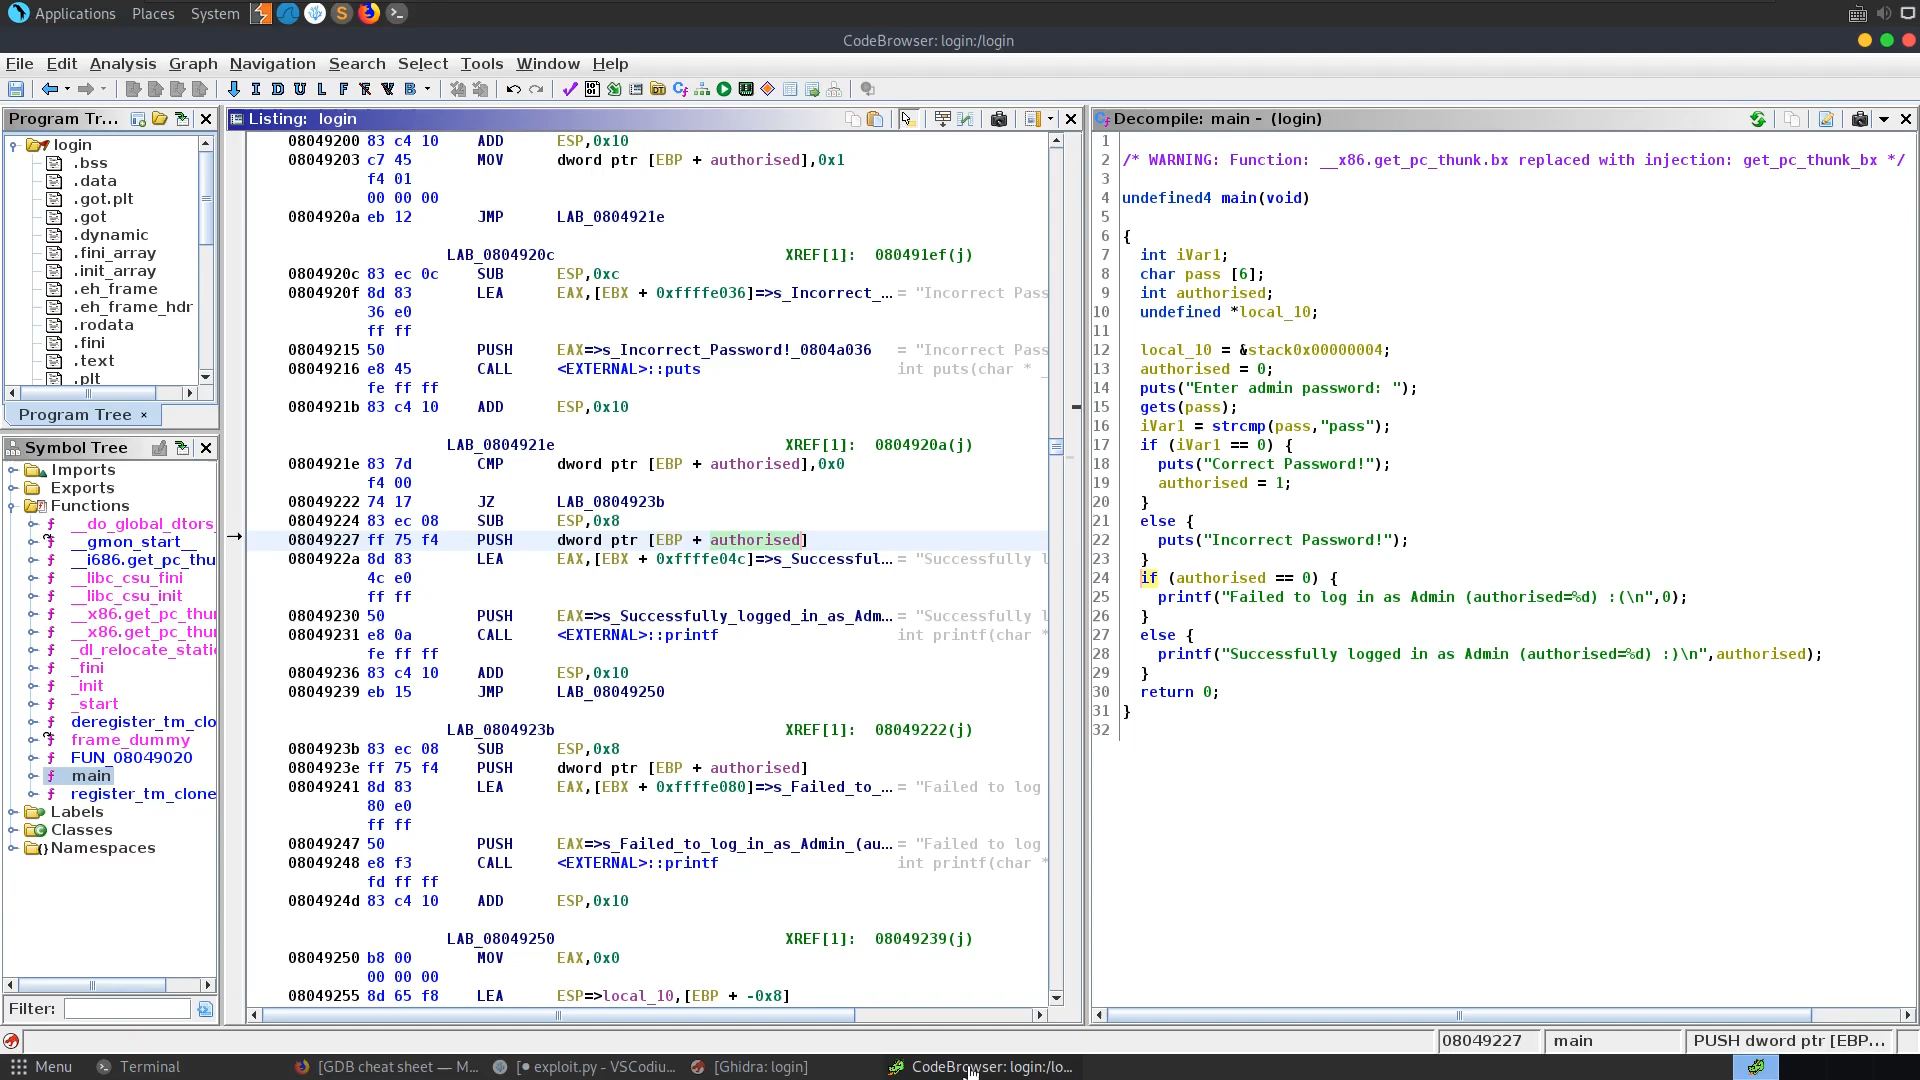 Applications Places System
CodeBrowser: login:/login
File Edit Analysis Graph Navigation Search Select Tools Window Help
I D U L F B
Program Tr...
login
.bss
.data
.got.plt
.got
.dynamic
.fini_array
.init_array
.eh_frame
.eh_frame_hdr
.rodata
.fini
.text
.plt
Program Tree ×
Symbol Tree
Imports
Exports
Functions
__do_global_dtors_
__gmon_start__
__i686.get_pc_thu
__libc_csu_fini
__libc_csu_init
__x86.get_pc_thu
__x86.get_pc_thu
_dl_relocate_stati
_fini
_init
_start
deregister_tm_clo
frame_dummy
FUN_08049020
main
register_tm_clone
Labels
Classes
Namespaces
Filter:
Listing: login
08049200 83 c4 10 ADD ESP,0x10
08049203 c7 45 MOV dword ptr [EBP + authorised],0x1
f4 01
00 00 00
0804920a eb 12 JMP LAB_0804921e
LAB_0804920c XREF[1]: 080491ef(j)
0804920c 83 ec 0c SUB ESP,0xc
0804920f 8d 83 LEA EAX,[EBX + 0xffffe036]=>s_Incorrect_... = "Incorrect Pass
36 e0
ff ff
08049215 50 PUSH EAX=>s_Incorrect_Password!_0804a036 = "Incorrect Pass
08049216 e8 45 CALL <EXTERNAL>::puts int puts(char * _
fe ff ff
0804921b 83 c4 10 ADD ESP,0x10
LAB_0804921e XREF[1]: 0804920a(j)
0804921e 83 7d CMP dword ptr [EBP + authorised],0x0
f4 00
08049222 74 17 JZ LAB_0804923b
08049224 83 ec 08 SUB ESP,0x8
08049227 ff 75 f4 PUSH dword ptr [EBP + authorised]
0804922a 8d 83 LEA EAX,[EBX + 0xffffe04c]=>s_Successful... = "Successfully l
4c e0
ff ff
08049230 50 PUSH EAX=>s_Successfully_logged_in_as_Adm... = "Successfully l
08049231 e8 0a CALL <EXTERNAL>::printf int printf(char *
fe ff ff
08049236 83 c4 10 ADD ESP,0x10
08049239 eb 15 JMP LAB_08049250
LAB_0804923b XREF[1]: 08049222(j)
0804923b 83 ec 08 SUB ESP,0x8
0804923e ff 75 f4 PUSH dword ptr [EBP + authorised]
08049241 8d 83 LEA EAX,[EBX + 0xffffe080]=>s_Failed_to_... = "Failed to log
80 e0
ff ff
08049247 50 PUSH EAX=>s_Failed_to_log_in_as_Admin_(au... = "Failed to log
08049248 e8 f3 CALL <EXTERNAL>::printf int printf(char *
fd ff ff
0804924d 83 c4 10 ADD ESP,0x10
LAB_08049250 XREF[1]: 08049239(j)
08049250 b8 00 MOV EAX,0x0
00 00 00
08049255 8d 65 f8 LEA ESP=>local_10,[EBP + -0x8]
Decompile: main - (login)
1
2 /* WARNING: Function: __x86.get_pc_thunk.bx replaced with injection: get_pc_thunk_bx */
3
4 undefined4 main(void)
5
6 {
7 int iVar1;
8 char pass [6];
9 int authorised;
10 undefined *local_10;
11
12 local_10 = &stack0x00000004;
13 authorised = 0;
14 puts("Enter admin password: ");
15 gets(pass);
16 iVar1 = strcmp(pass,"pass");
17 if (iVar1 == 0) {
18 puts("Correct Password!");
19 authorised = 1;
20 }
21 else {
22 puts("Incorrect Password!");
23 }
24 if (authorised == 0) {
25 printf("Failed to log in as Admin (authorised=%d) :(\n",0);
26 }
27 else {
28 printf("Successfully logged in as Admin (authorised=%d) :)\n",authorised);
29 }
30 return 0;
31 }
32
08049227 main PUSH dword ptr [EBP...
Menu Terminal [GDB cheat sheet — M... [● exploit.py - VSCodiu... [Ghidra: login] CodeBrowser: login:/lo...